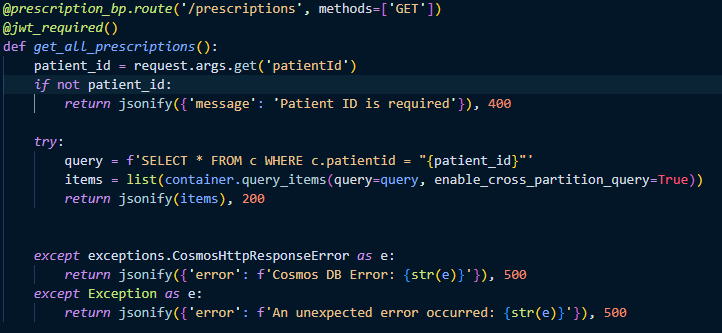 @prescription_bp.route('/prescriptions', methods=['GET'])
@jwt_required()
def get_all_prescriptions():
    patient_id = request.args.get('patientId')
    if not patient_id:
        return jsonify({'message': 'Patient ID is required'}), 400

    try:
        query = f'SELECT * FROM c WHERE c.patientid = "{patient_id}"'
        items = list(container.query_items(query=query, enable_cross_partition_query=True))
        return jsonify(items), 200


    except exceptions.CosmosHttpResponseError as e:
        return jsonify({'error': f'Cosmos DB Error: {str(e)}'}), 500
    except Exception as e:
        return jsonify({'error': f'An unexpected error occurred: {str(e)}'}), 500